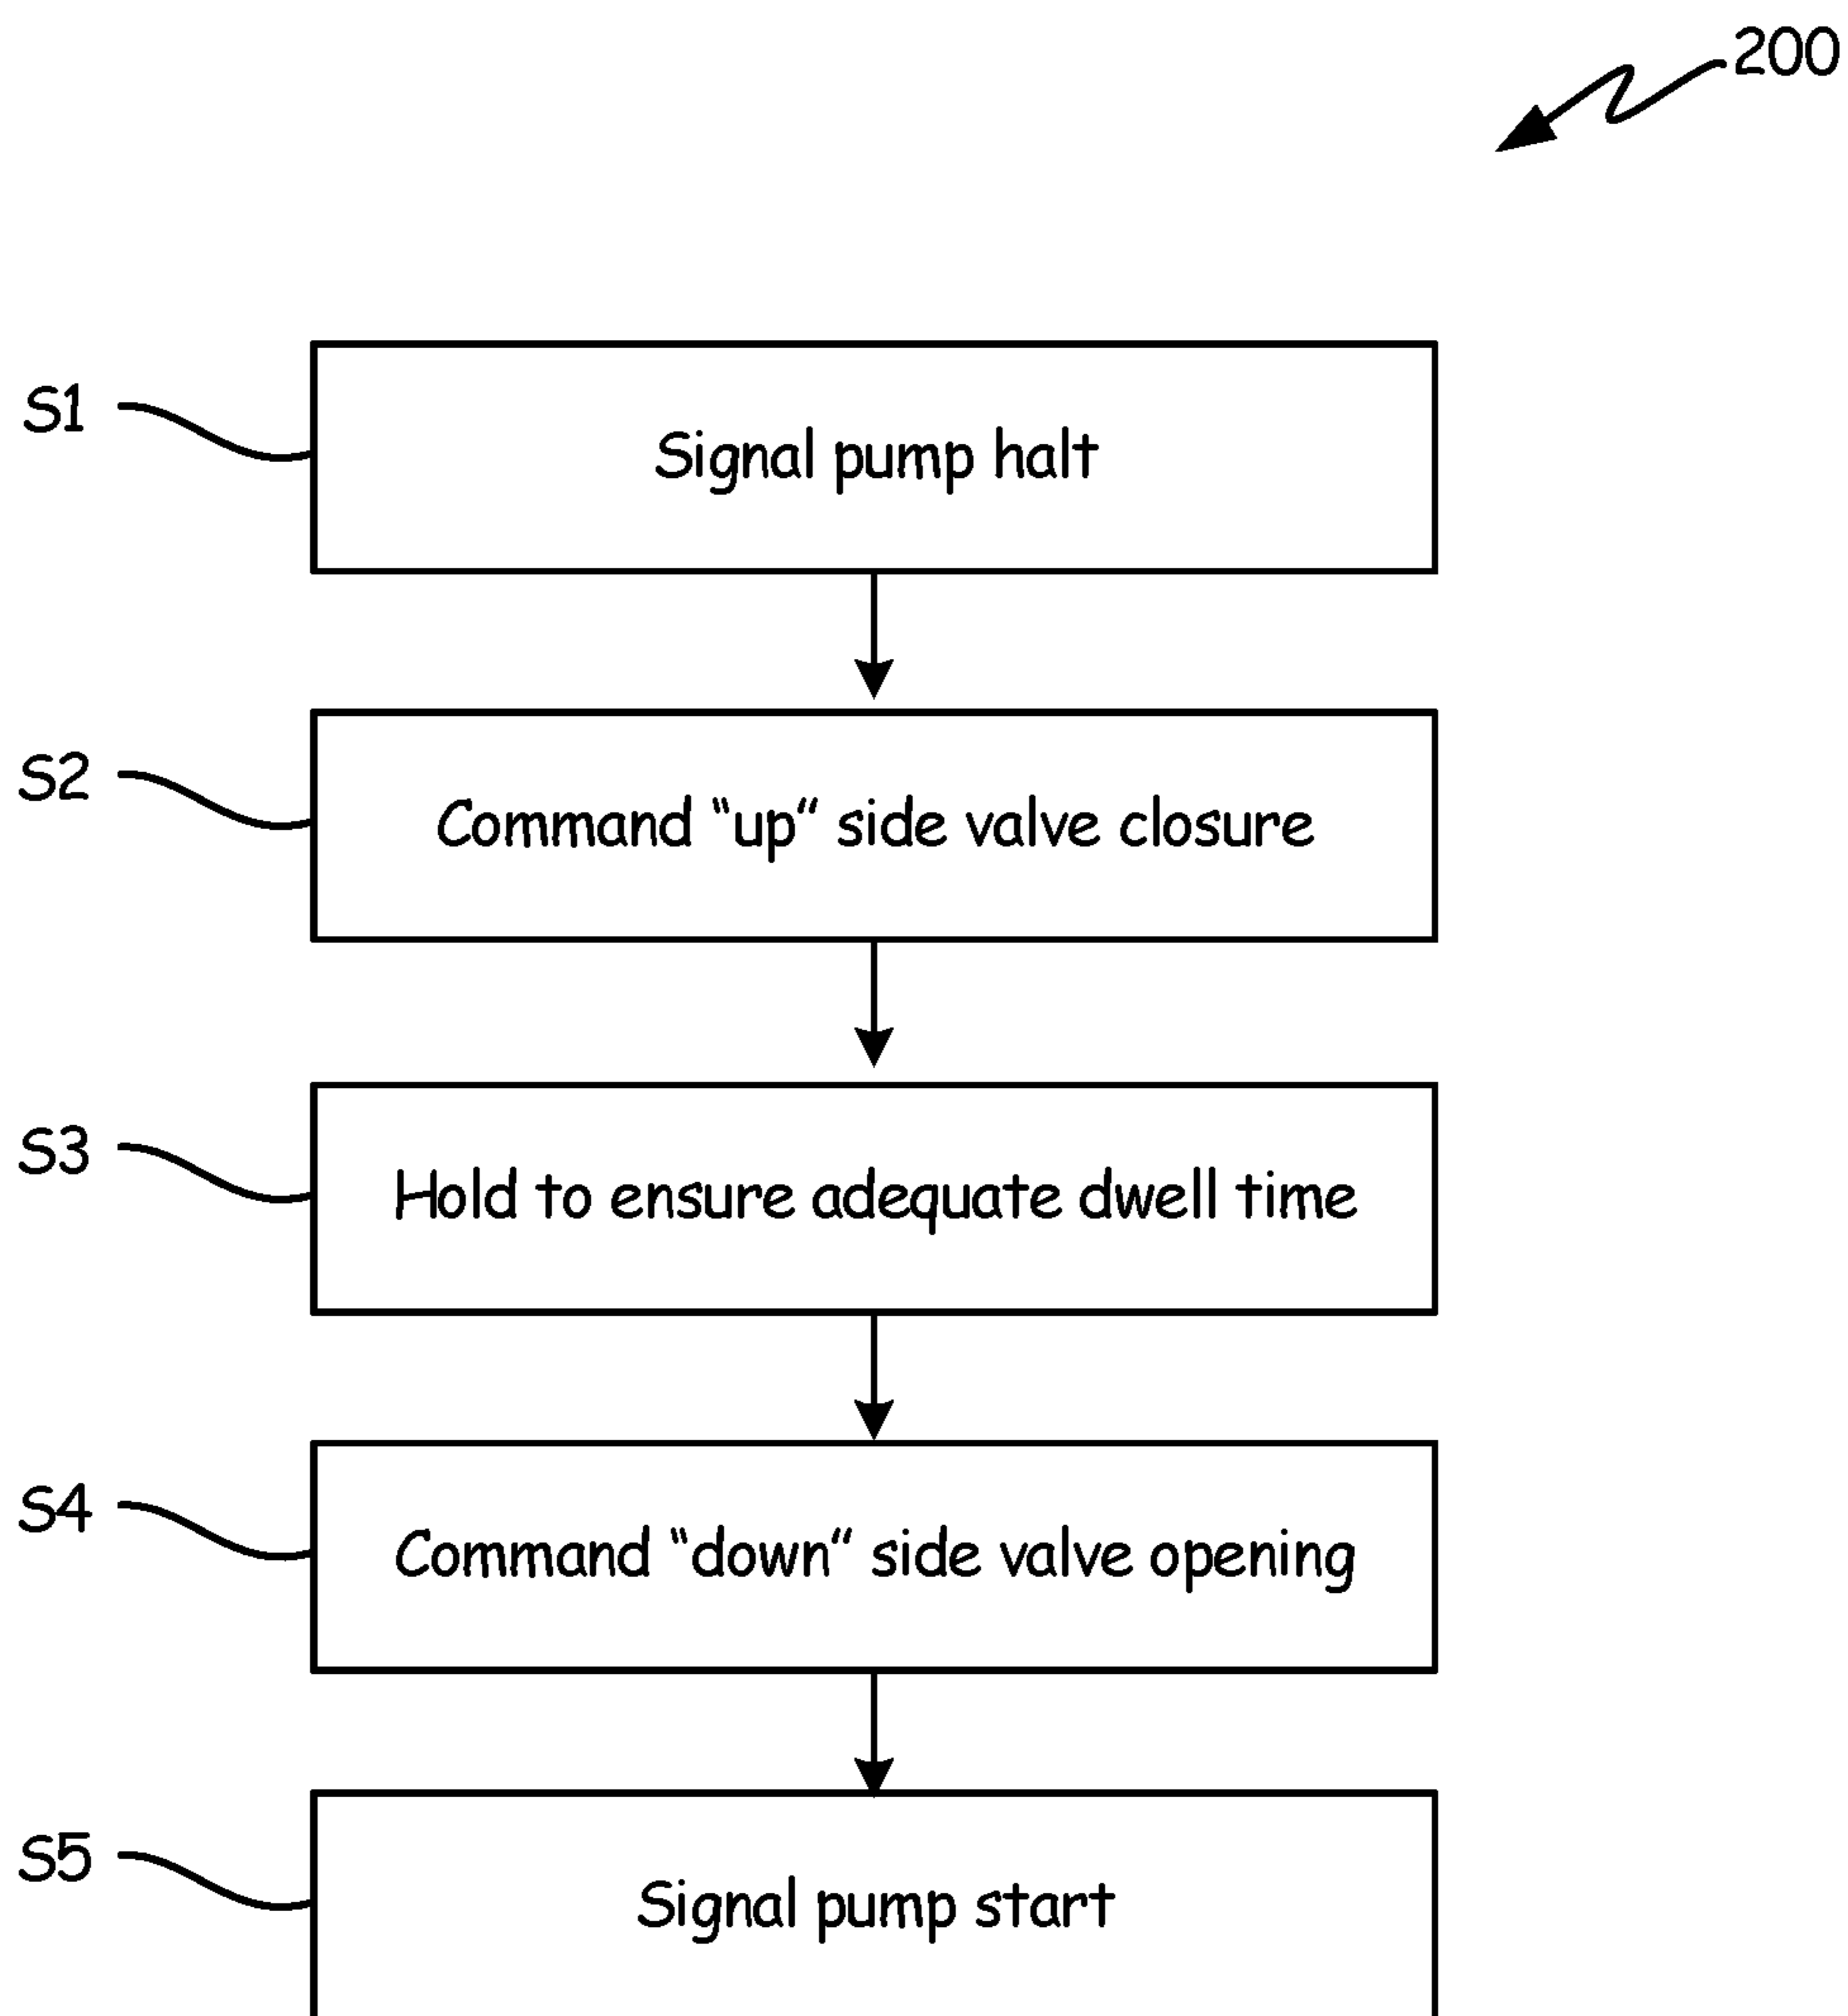 200
S1
Signal pump halt
S2
Command “up“ side valve closure
S3
Hold to ensure adequate dwell time
S4
Command “down“ side valve opening
S5
Signal pump start